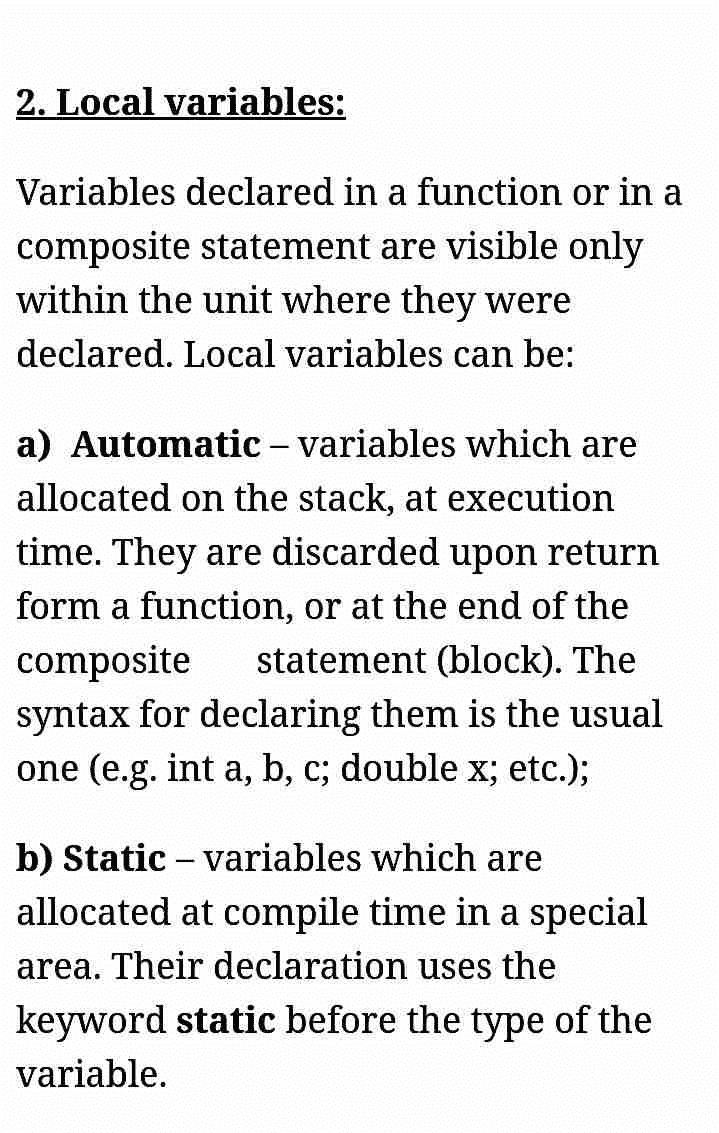 2. Local variables:
Variables declared in a function or in a
composite statement are visible only
within the unit where they were
declared. Local variables can be:
a) Automatic – variables which are
allocated on the stack, at execution
time. They are discarded upon return
form a function, or at the end of the
composite statement (block). The
syntax for declaring them is the usual
one (e.g. int a, b, c; double x; etc.);
b) Static – variables which are
allocated at compile time in a special
area. Their declaration uses the
keyword static before the type of the
variable.